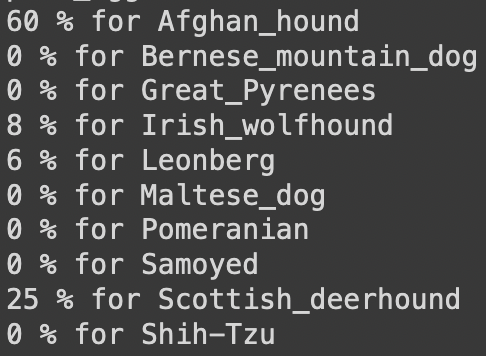 60 % for Afghan_hound
0 % for Bernese_mountain_dog
0 % for Great_Pyrenees
8 % for Irish_wolfhound
6 % for Leonberg
0 % for Maltese_dog
0 % for Pomeranian
0 % for Samoyed
25 % for Scottish_deerhound
0 % for Shih-Tzu